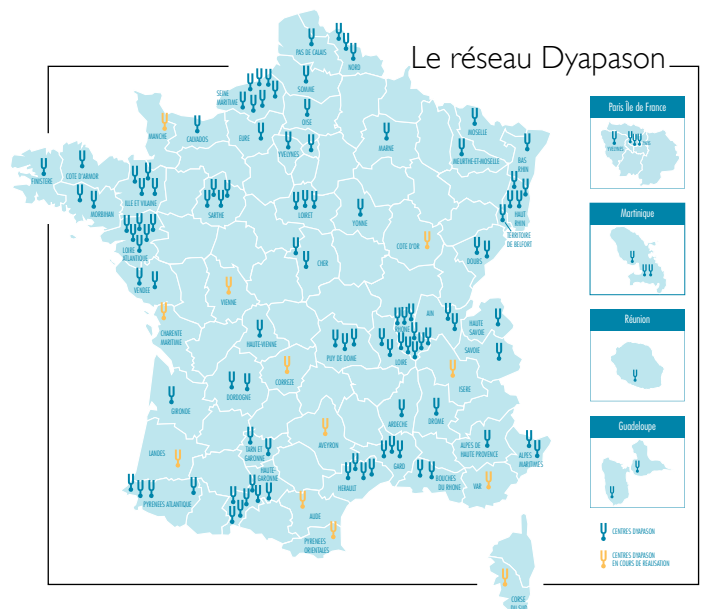 Le réseau Dyapason
PAS DE CALAIS
NORD
SEINE
MARITIME
SOMME
OISE
MANCHE
CALVADOS
EURE
YVELYNES
MARNE
MOSELLE
MEURTHE-ET-MOSELLE
BAS
RHIN
FINISTERE
COTE D'ARMOR
MORBIHAN
ILLE ET VILAINE
SARTHE
LOIRET
YONNE
HAUT
RHIN
TERRITOIRE
DE BELFORT
LOIRE
ATLANTIQUE
CHER
COTE D'OR
DOUBS
VENDEE
VIENNE
CHARENTE
MARITIME
HAUTE-VIENNE
PUY DE DOME
RHONE
AIN
LOIRE
HAUTE
SAVOIE
SAVOIE
ISERE
CORREZE
DORDOGNE
GIRONDE
ARDECHE
DROME
AVEYRON
LANDES
TARN ET
GARONNE
HAUTE-
GARONNE
GARD
ALPES DE
HAUTE PROVENCE
ALPES
MARITIMES
HERAULT
BOUCHES
DU RHONE
VAR
PYRENEES ATLANTIQUE
AUDE
PYRENEES
ORIENTALES
CORSE
DU SUD
Paris Île de France
YVELYNES
Martinique
Réunion
Guadeloupe
CENTRES DYAPASON
CENTRES DYAPASON
EN COURS DE REALISATION